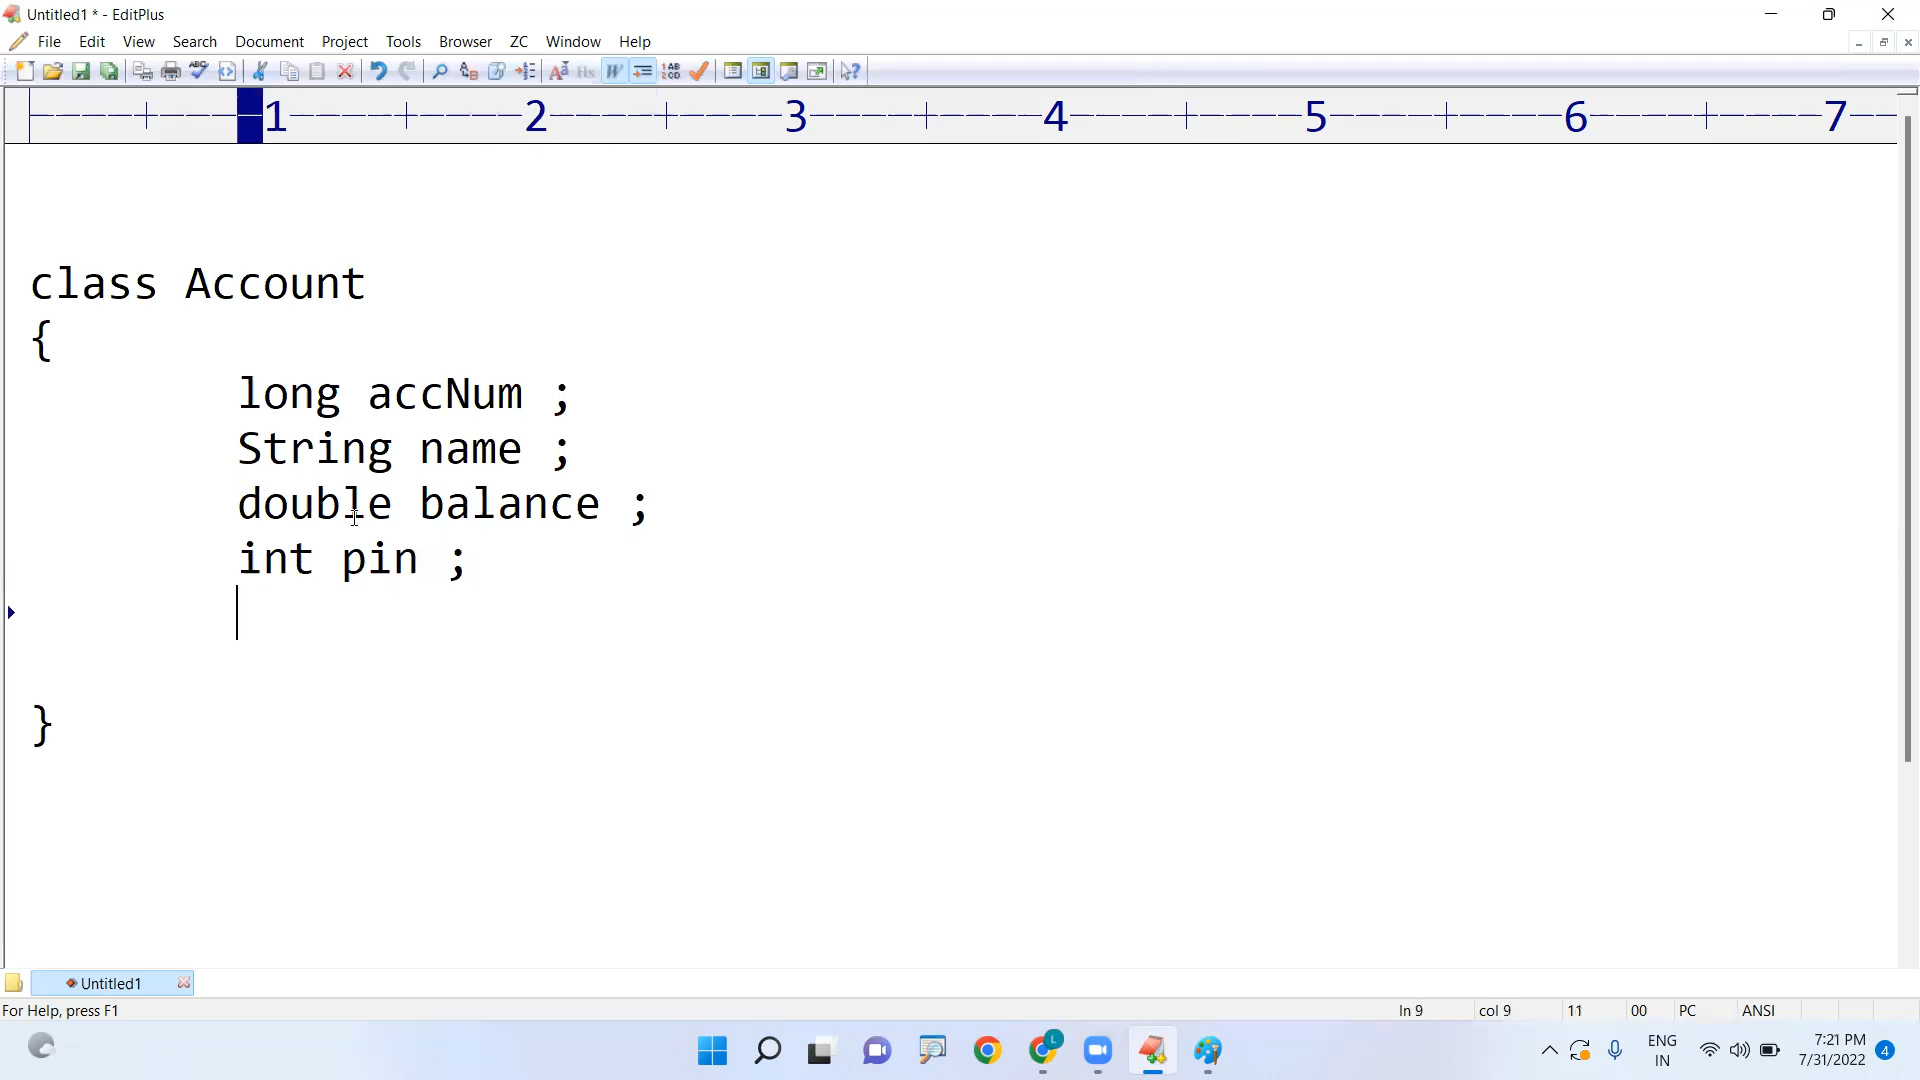 Untitled1 * - EditPlus
File Edit View Search Document Project Tools Browser ZC Window Help
1 2 3 4 5 6 7
class Account
{
long accNum ;
String name ;
double balance ;
int pin ;
}
Untitled1
For Help, press F1 ln 9 col 9 11 00 PC ANSI
ENG
IN
7:21 PM
7/31/2022
4